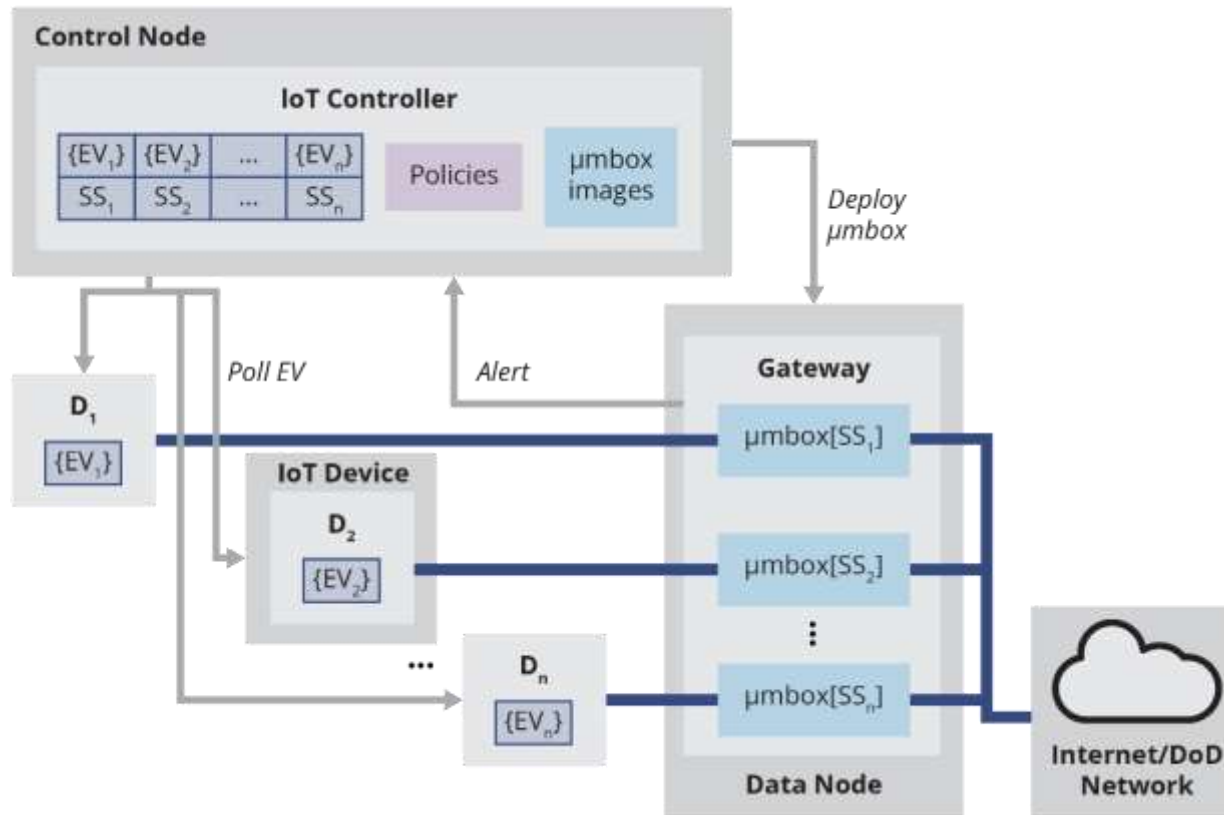 Control Node
IoT Controller
{EV₁} {EV₂} ... {EVₙ}
SS₁ SS₂ ... SSₙ
Policies
µmbox
images
Deploy
µmbox
Poll EV
Alert
D₁
{EV₁}
IoT Device
D₂
{EV₂}
...
Dₙ
{EVₙ}
Gateway
µmbox[SS₁]
µmbox[SS₂]
⋮
µmbox[SSₙ]
Data Node
Internet/DoD
Network